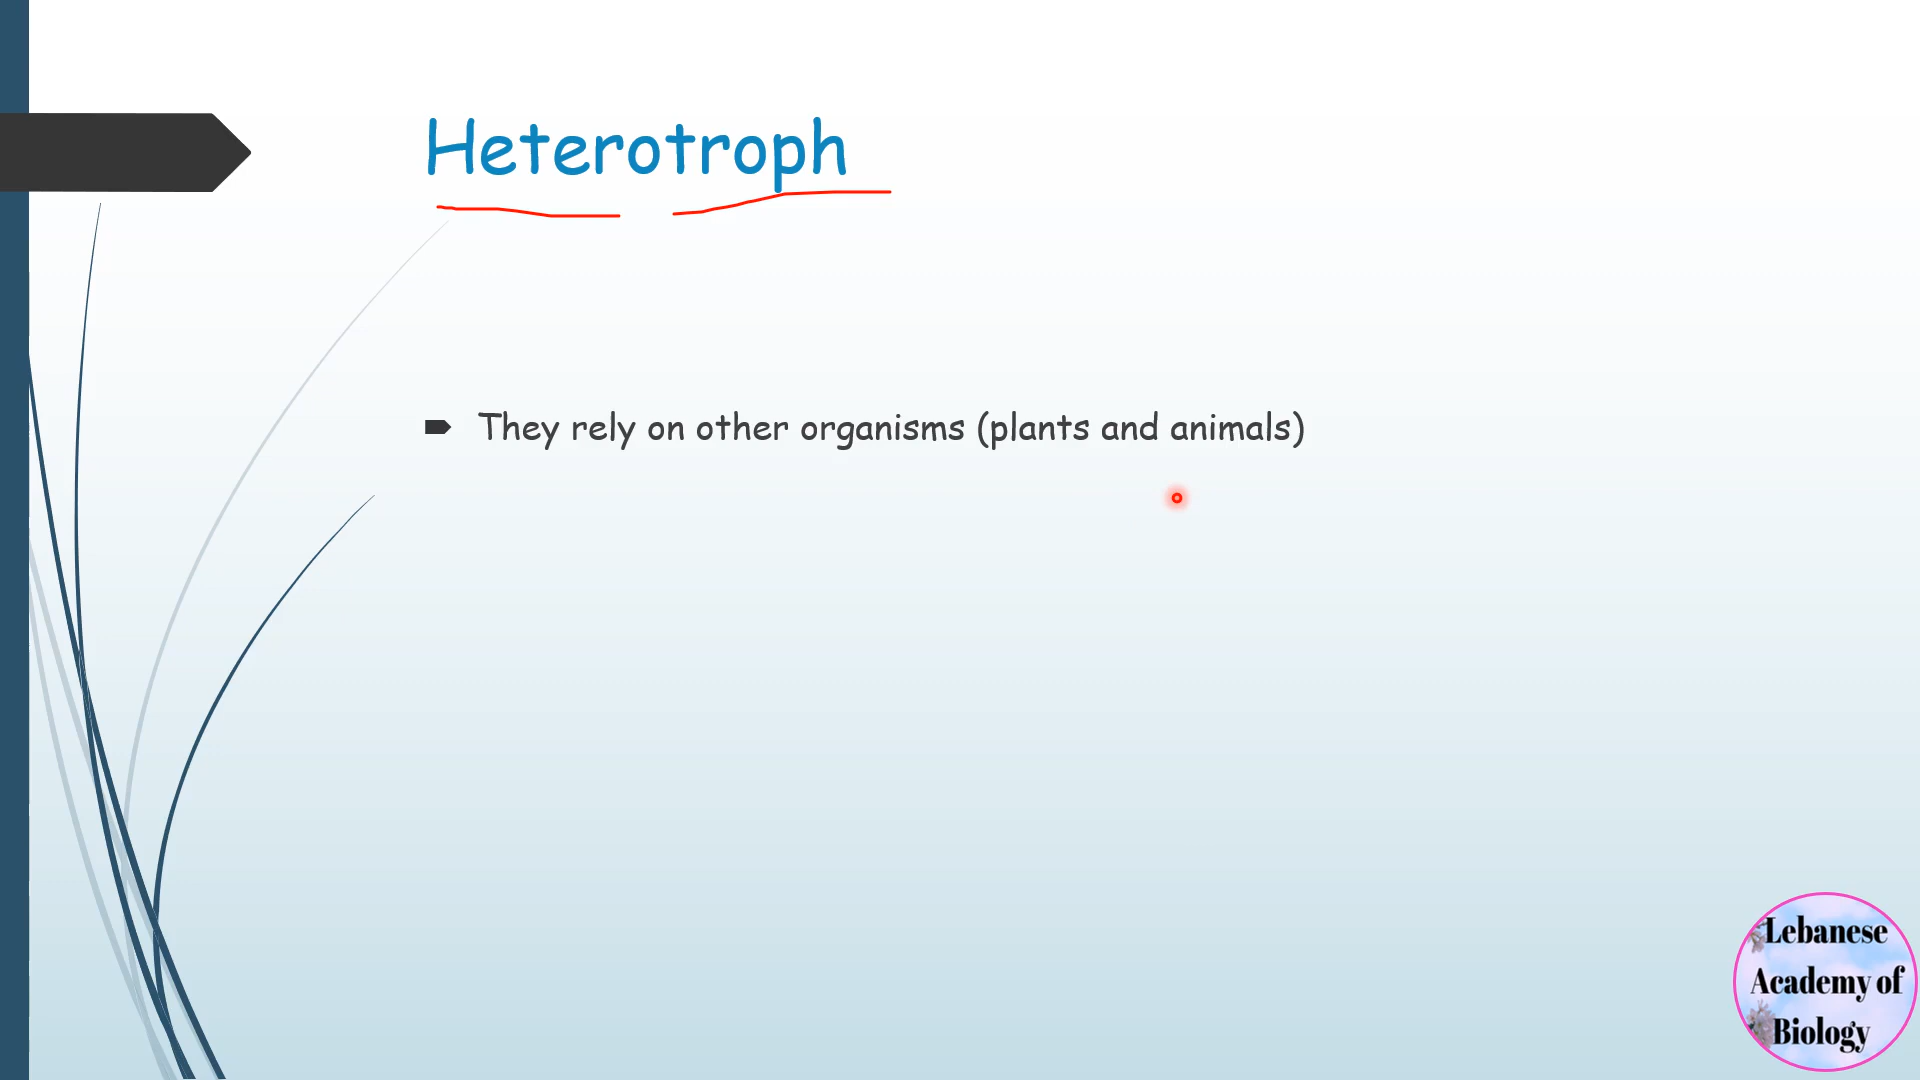 Heterotroph
They rely on other organisms (plants and animals)
Lebanese
Academy of
Biology